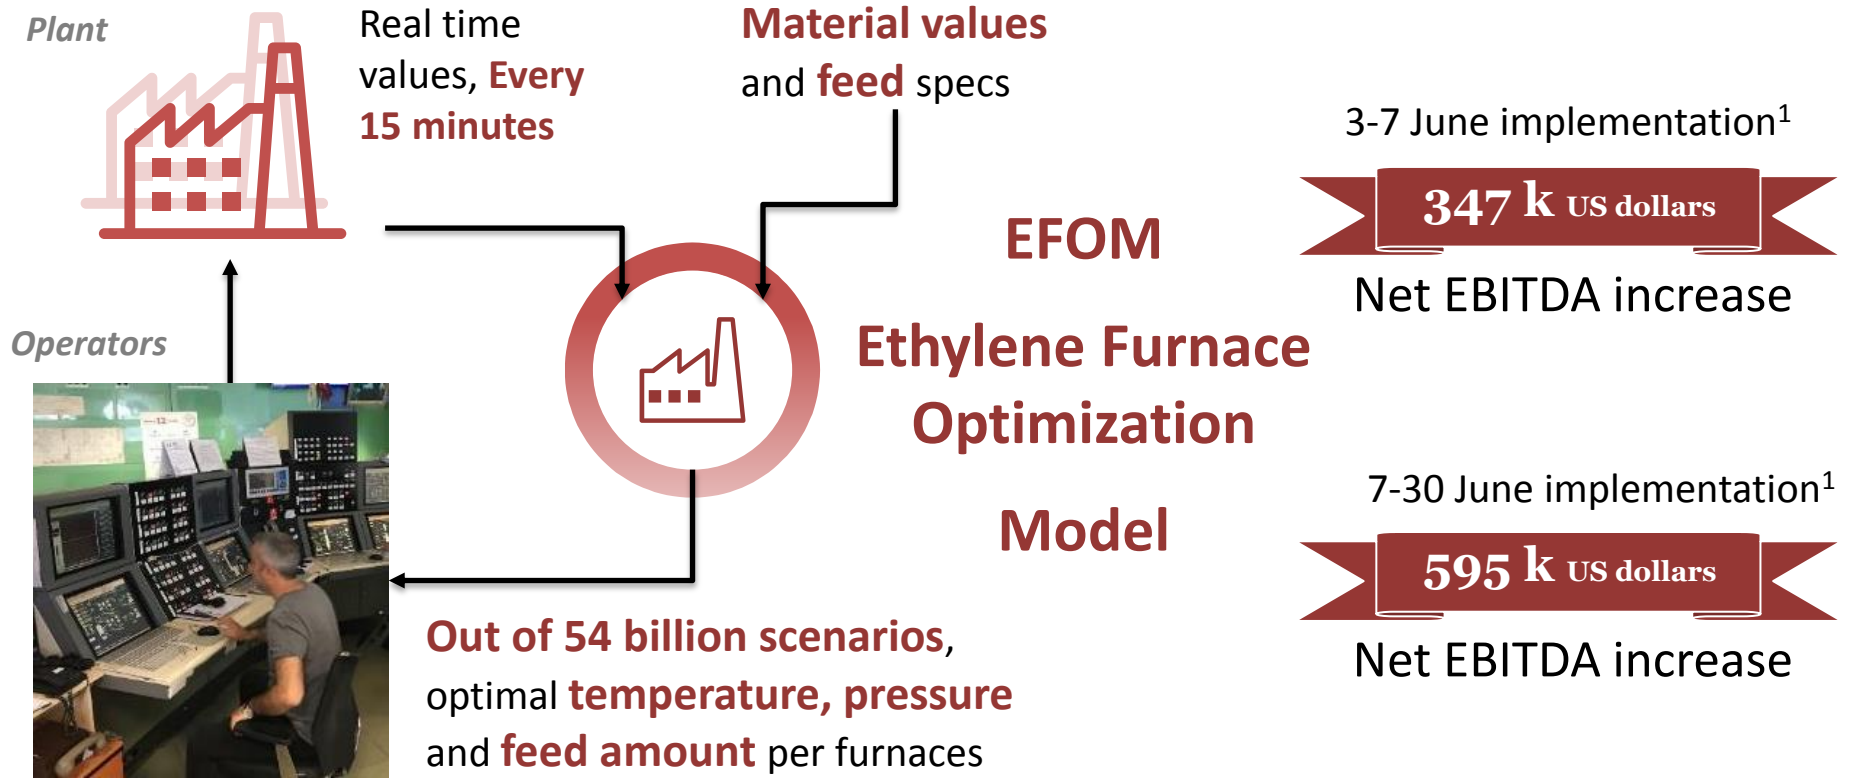 Plant
Real time
values, Every
15 minutes
Material values
and feed specs
Operators
EFOM
Ethylene Furnace
Optimization
Model
3-7 June implementation1
347 k US dollars
Net EBITDA increase
7-30 June implementation1
595 k US dollars
Net EBITDA increase
Out of 54 billion scenarios,
optimal temperature, pressure
and feed amount per furnaces